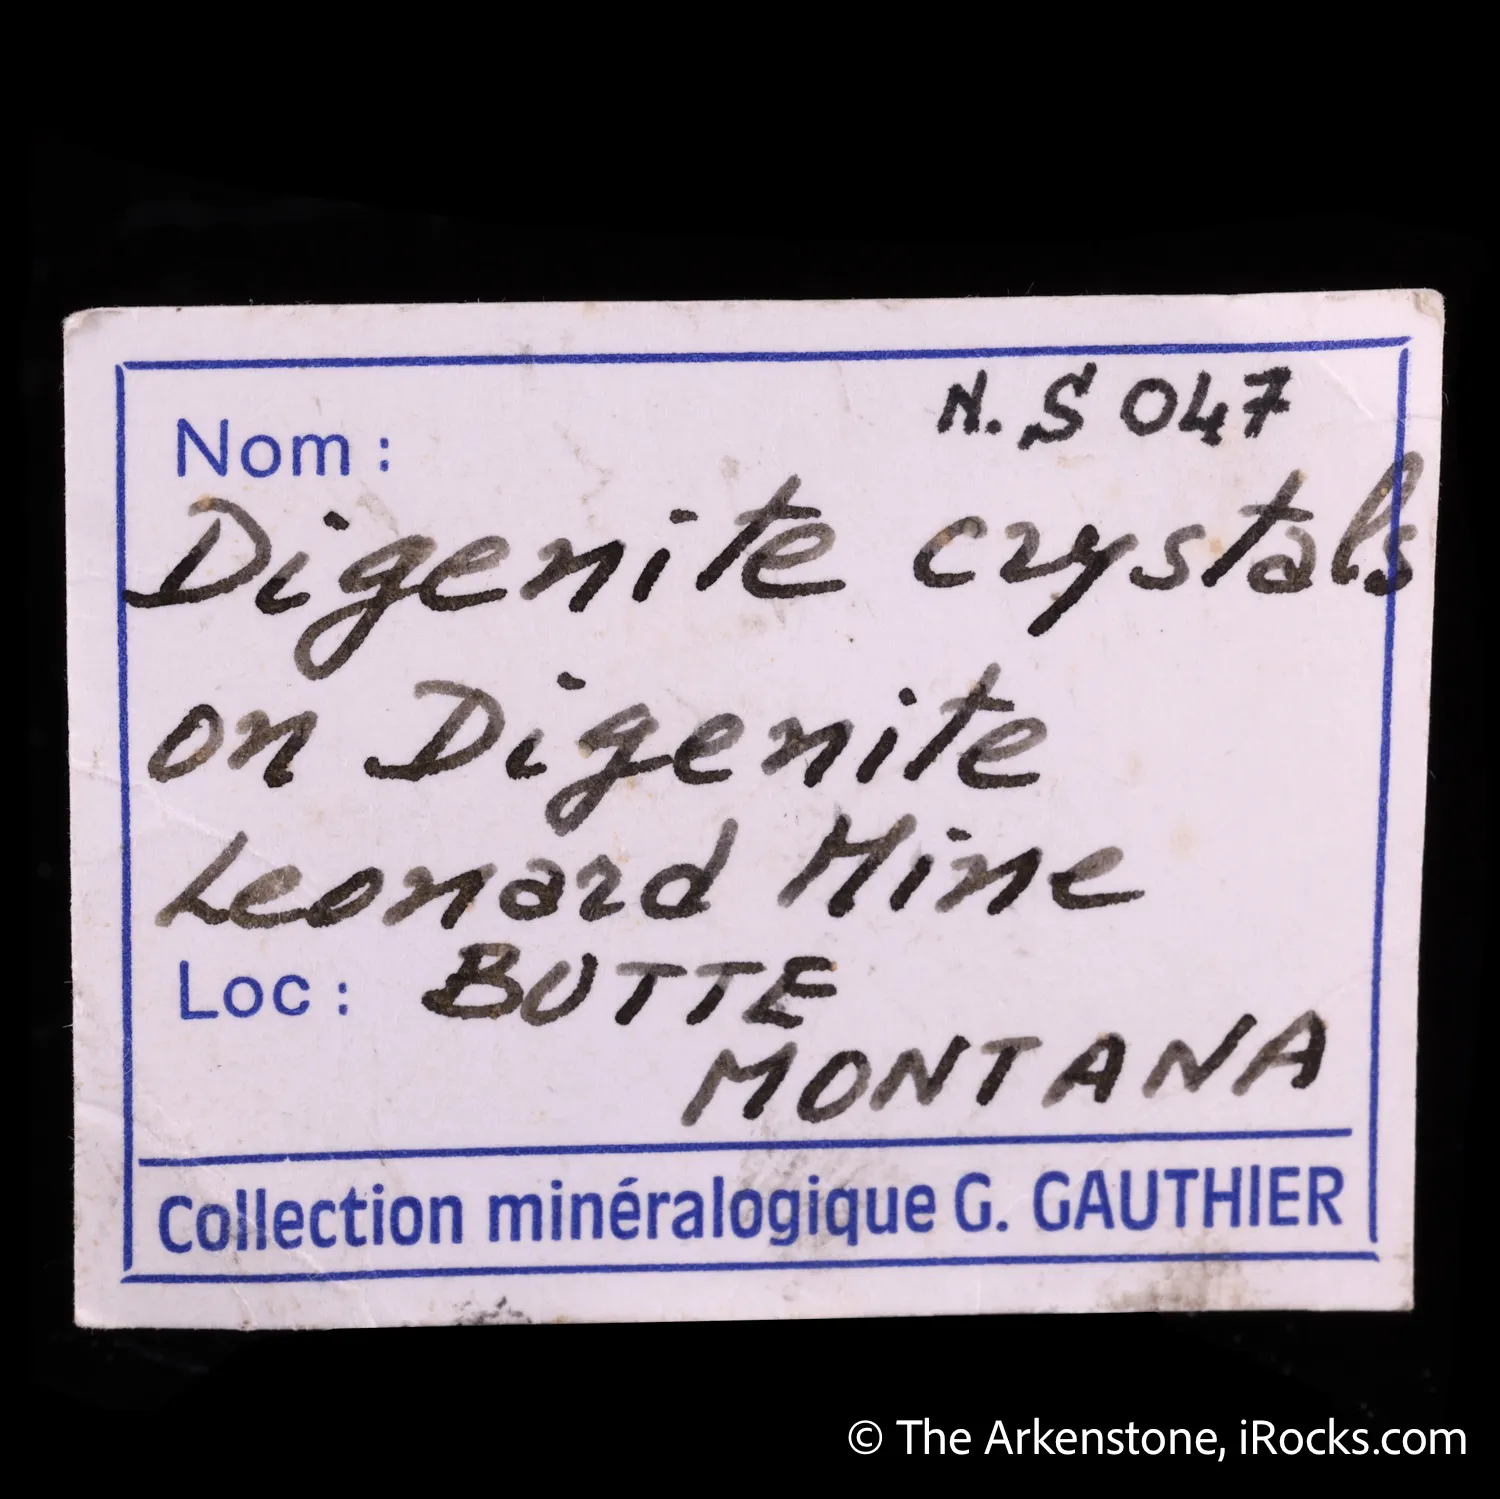 N. S 047
Nom :
Digenite crystals
on Digenite
Leonard Mine
Loc : BUTTE
MONTANA
Collection minéralogique G. GAUTHIER
© The Arkenstone, iRocks.com